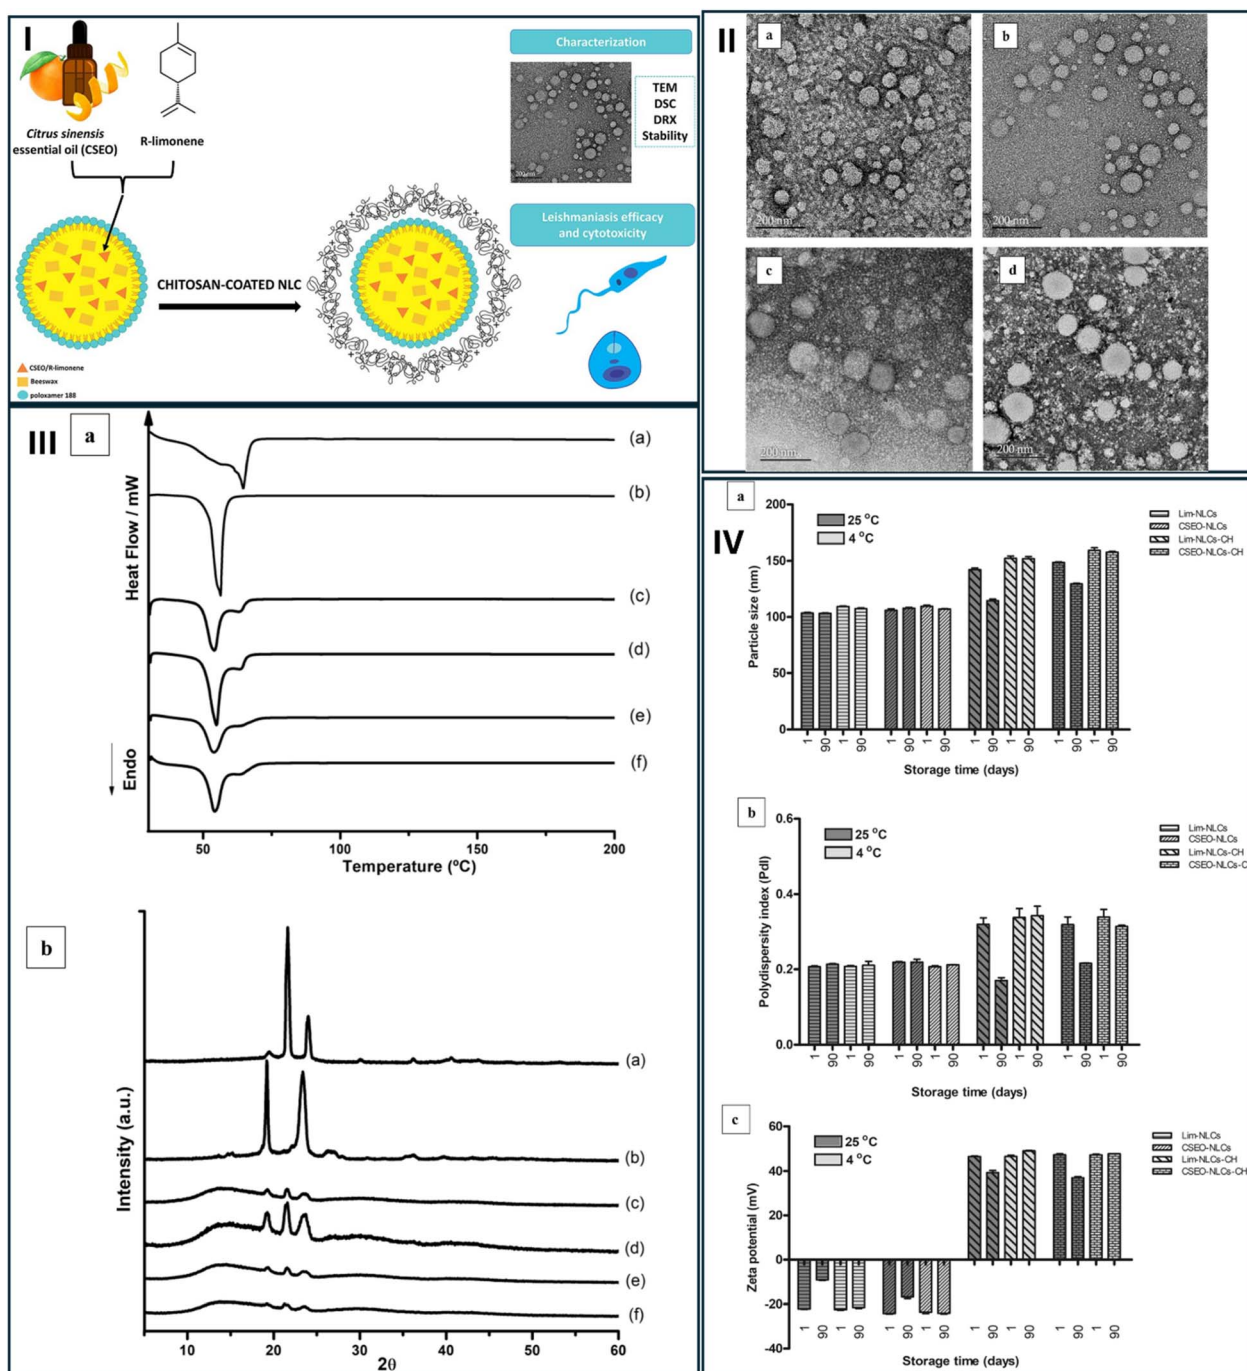 I
Citrus sinensis
essential oil (CSEO)
R-limonene
Characterization
TEM
DSC
DRX
Stability
CHITOSAN-COATED NLC
Leishmaniasis efficacy
and cytotoxicity
CSEO/R-limonene
Beeswax
poloxamer 188
II
a
200 nm
b
200 nm
c
200 nm
d
200 nm
III
a
Heat Flow / mW
Endo
(a)
(b)
(c)
(d)
(e)
(f)
50
100
150
200
Temperature (ºC)
b
Intensity (a.u.)
(a)
(b)
(c)
(d)
(e)
(f)
10
20
30
40
50
60
2θ
IV
a
Particle size (nm)
200
150
100
50
0
25 °C
4 °C
Lim-NLCs
CSEO-NLCs
Lim-NLCs-CH
CSEO-NLCs-CH
1 90 1 90 1 90 1 90 1 90 1 90 1 90 1 90
Storage time (days)
b
Polydispersity index (PdI)
0.6
0.4
0.2
0.0
25 °C
4 °C
Lim-NLCs
CSEO-NLCs
Lim-NLCs-CH
CSEO-NLCs-C
1 90 1 90 1 90 1 90 1 90 1 90 1 90 1 90
Storage time (days)
c
Zeta potential (mV)
60
40
20
0
-20
-40
25 °C
4 °C
Lim-NLCs
CSEO-NLCs
Lim-NLCs-CH
CSEO-NLCs-CH
1 90 1 90 1 90 1 90 1 90 1 90 1 90 1 90
Storage time (days)